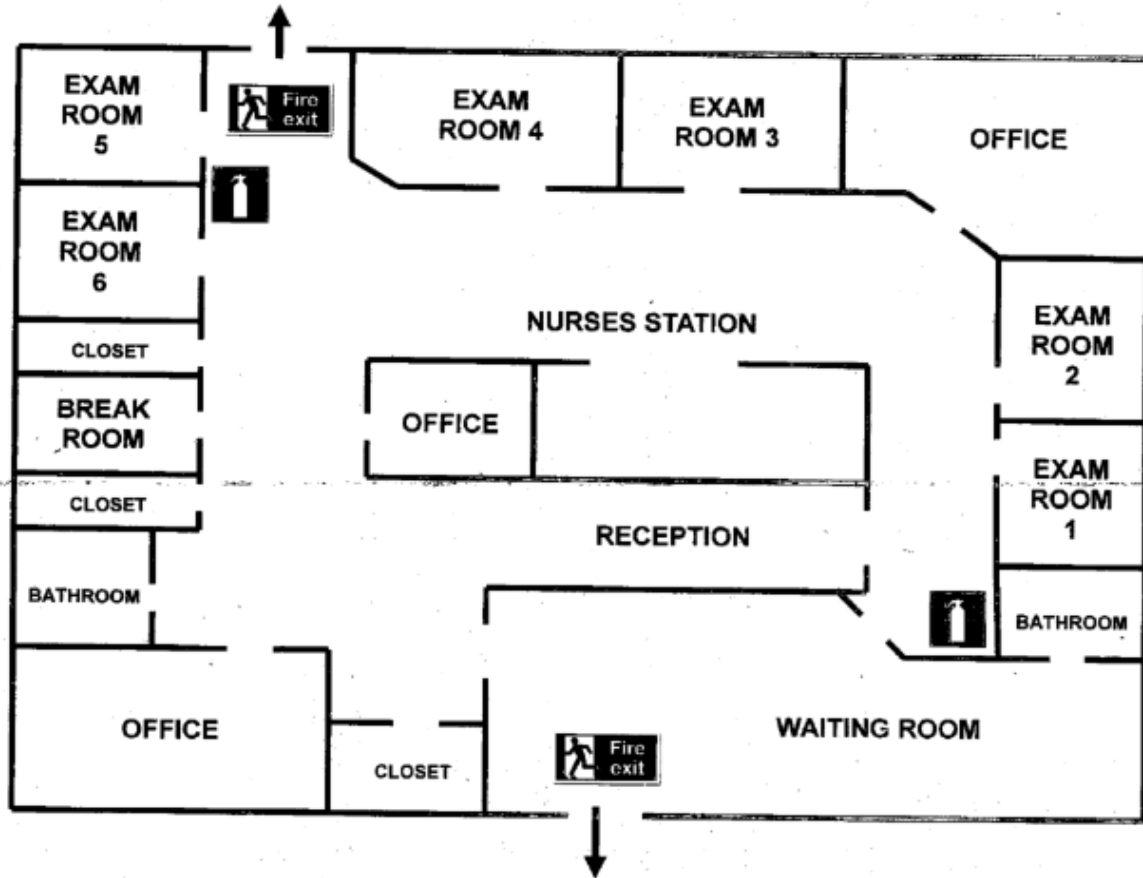 EXAM
ROOM
5
Fire
exit
EXAM
ROOM 4
EXAM
ROOM 3
OFFICE
EXAM
ROOM
6
NURSES STATION
EXAM
ROOM
2
CLOSET
BREAK
ROOM
OFFICE
EXAM
ROOM
1
CLOSET
RECEPTION
BATHROOM
BATHROOM
OFFICE
WAITING ROOM
CLOSET
Fire
exit